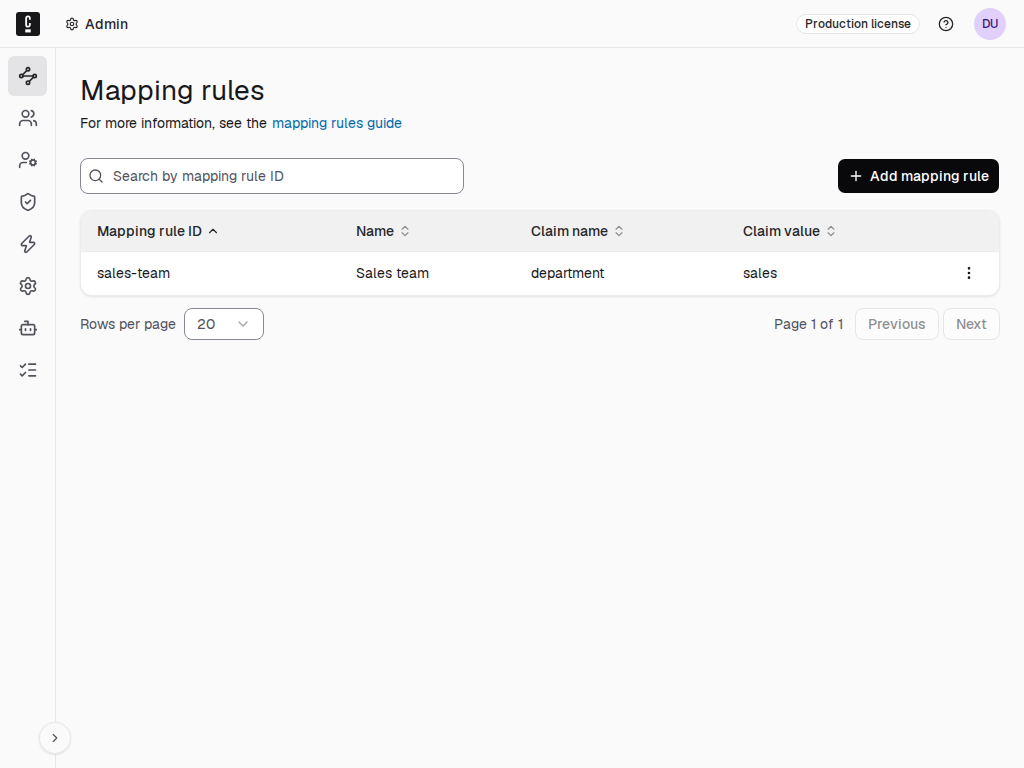 Admin
Production license
DU
Mapping rules
For more information, see the mapping rules guide
Search by mapping rule ID
Add mapping rule
Mapping rule ID Name Claim name Claim value
sales-team Sales team department sales
Rows per page 20 Page 1 of 1 Previous Next